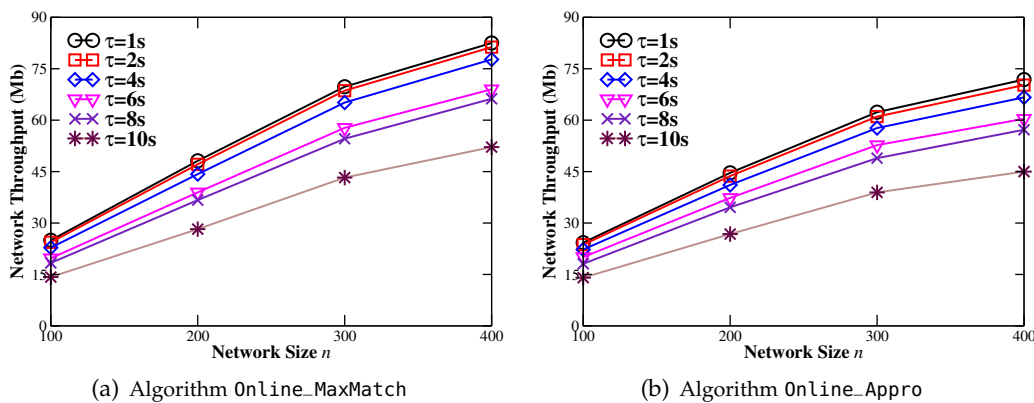 90
75
60
45
30
15
0
Network Throughput (Mb)
τ=1s
τ=2s
τ=4s
τ=6s
τ=8s
τ=10s
100 200 300 400
Network Size n
(a) Algorithm Online_MaxMatch
90
75
60
45
30
15
0
Network Throughput (Mb)
τ=1s
τ=2s
τ=4s
τ=6s
τ=8s
τ=10s
100 200 300 400
Network Size n
(b) Algorithm Online_Appro